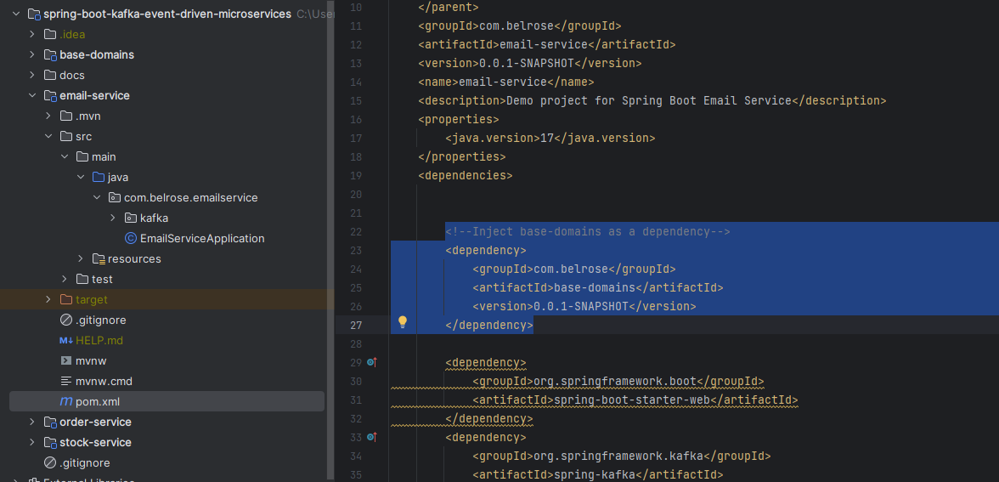 spring-boot-kafka-event-driven-microservices C:\Use
.idea
base-domains
docs
email-service
.mvn
src
main
java
com.belrose.emailservice
kafka
EmailServiceApplication
resources
test
target
.gitignore
HELP.md
mvnw
mvnw.cmd
pom.xml
order-service
stock-service
.gitignore
External Libraries
10 </parent>
11 <groupId>com.belrose</groupId>
12 <artifactId>email-service</artifactId>
13 <version>0.0.1-SNAPSHOT</version>
14 <name>email-service</name>
15 <description>Demo project for Spring Boot Email Service</description>
16 <properties>
17 <java.version>17</java.version>
18 </properties>
19 <dependencies>
20
21
22 <!--Inject base-domains as a dependency-->
23 <dependency>
24 <groupId>com.belrose</groupId>
25 <artifactId>base-domains</artifactId>
26 <version>0.0.1-SNAPSHOT</version>
27 </dependency>
28
29 <dependency>
30 <groupId>org.springframework.boot</groupId>
31 <artifactId>spring-boot-starter-web</artifactId>
32 </dependency>
33 <dependency>
34 <groupId>org.springframework.kafka</groupId>
35 <artifactId>spring-kafka</artifactId>